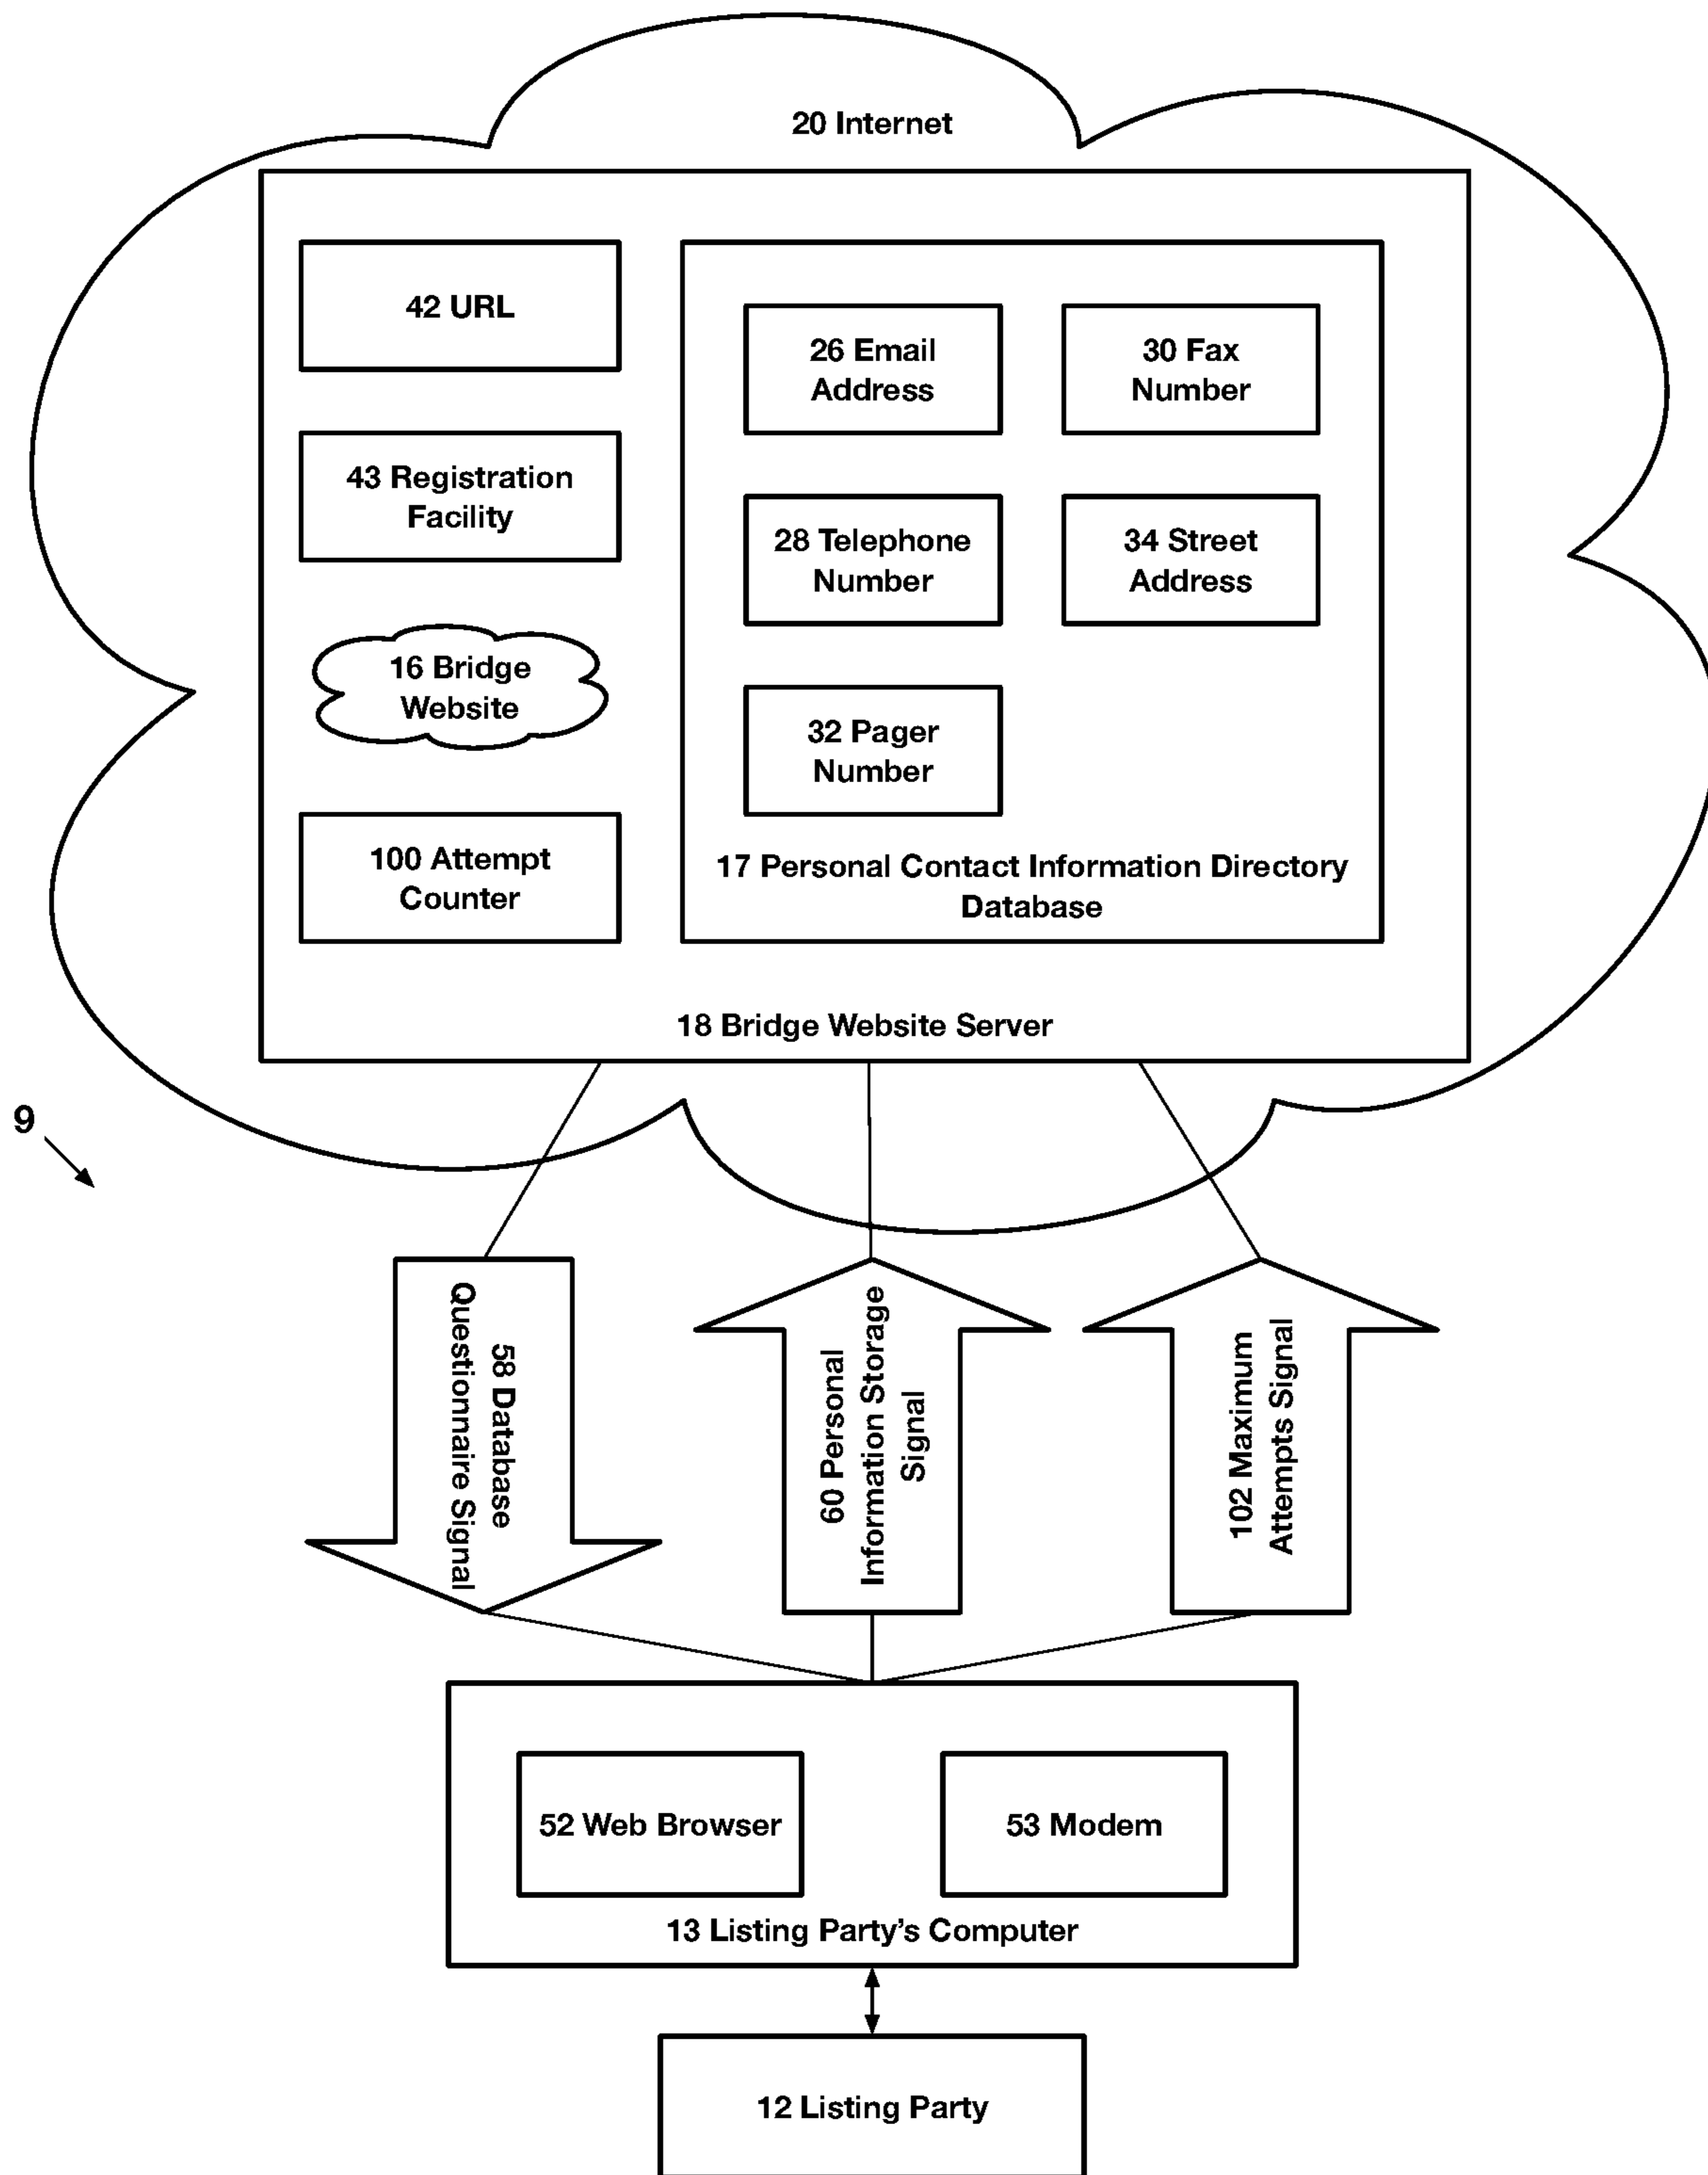 20 Internet
42 URL
43 Registration
Facility
16 Bridge
Website
100 Attempt
Counter
26 Email
Address
30 Fax
Number
28 Telephone
Number
34 Street
Address
32 Pager
Number
17 Personal Contact Information Directory
Database
18 Bridge Website Server
9
58 Database
Questionnaire Signal
60 Personal
Information Storage
Signal
102 Maximum
Attempts Signal
52 Web Browser
53 Modem
13 Listing Party’s Computer
12 Listing Party